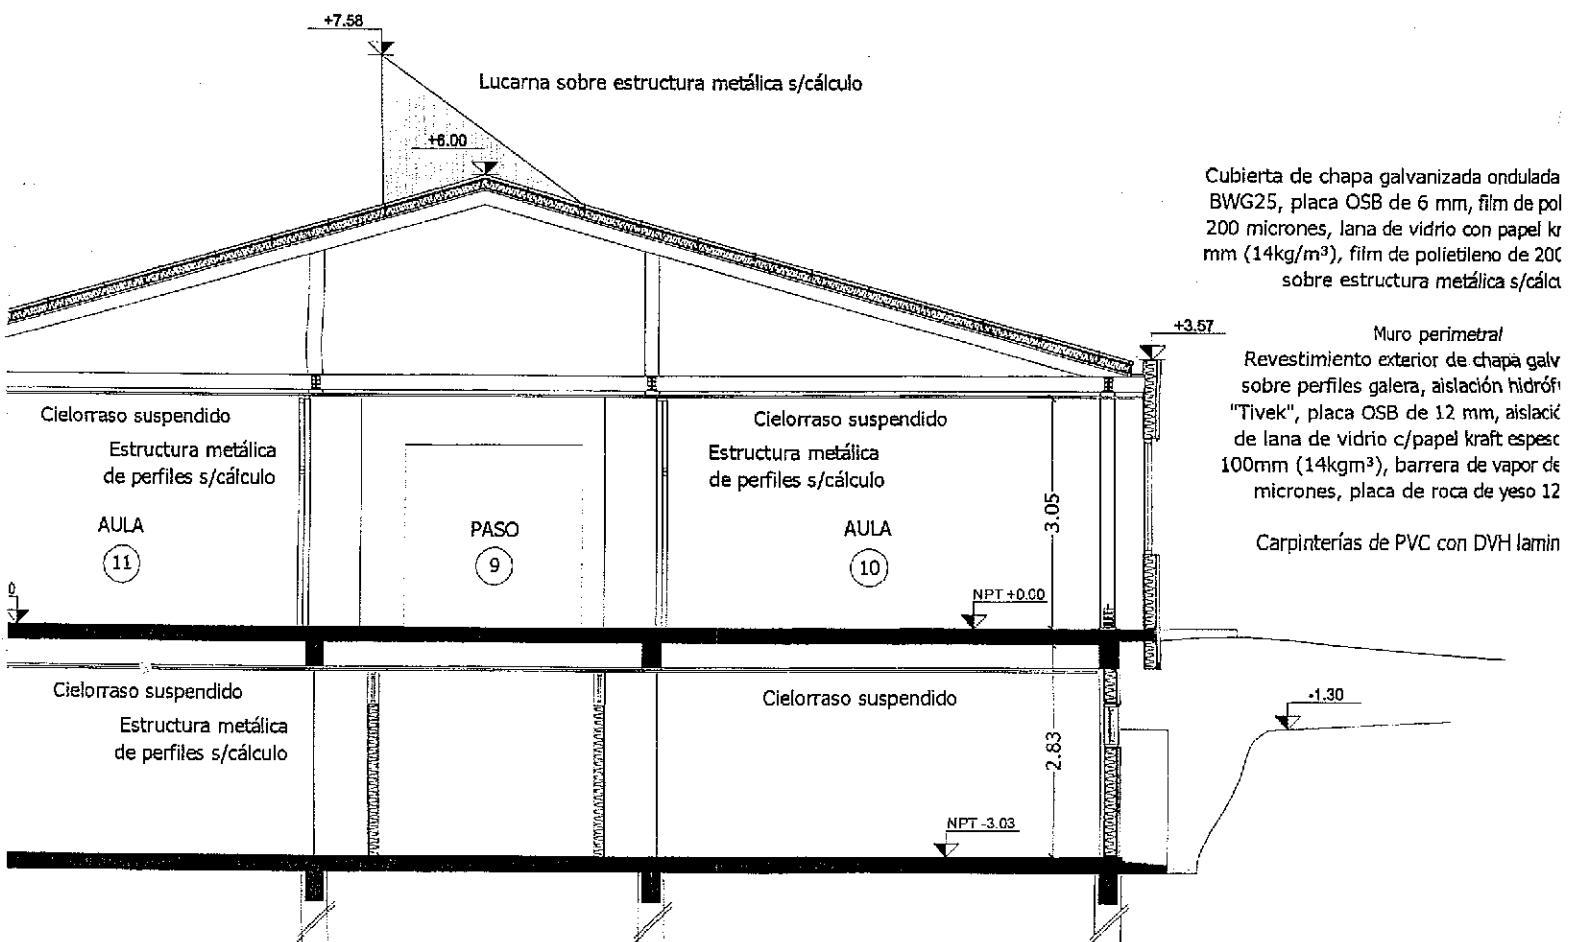 +7.58
Lucarna sobre estructura metálica s/cálculo
+6.00
Cubierta de chapa galvanizada ondulada
BWG25, placa OSB de 6 mm, film de pol
200 micrones, lana de vidrio con papel kr
mm (14kg/m³), film de polietileno de 200
sobre estructura metálica s/cálcu
+3.57
Muro perimetral
Revestimiento exterior de chapa galv
sobre perfiles galera, aislación hidrófu
"Tivek", placa OSB de 12 mm, aislació
de lana de vidrio c/papel kraft espeso
100mm (14kgm³), barrera de vapor de
micrones, placa de roca de yeso 12
Carpinterías de PVC con DVH lamin
Cielorraso suspendido
Estructura metálica
de perfiles s/cálculo
AULA
11
PASO
9
Cielorraso suspendido
Estructura metálica
de perfiles s/cálculo
AULA
10
3.05
0
NPT +0.00
Cielorraso suspendido
Estructura metálica
de perfiles s/cálculo
Cielorraso suspendido
2.83
-1.30
NPT -3.03